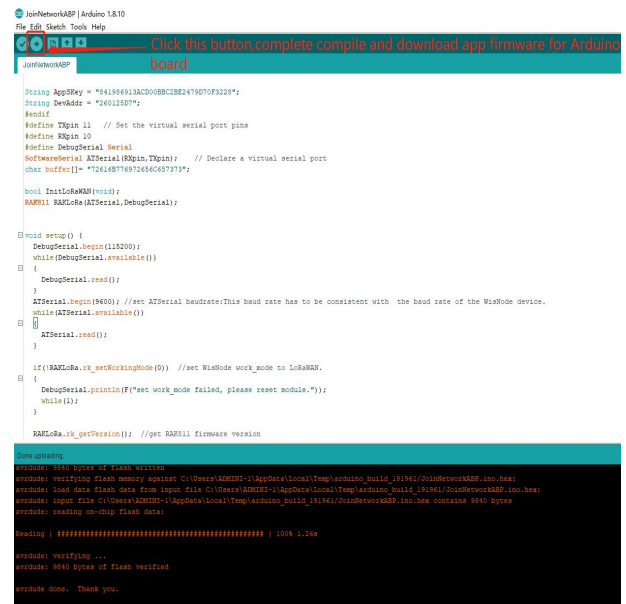 JoinNetworkABP | Arduino 1.8.10
File Edit Sketch Tools Help
Click this button,complete compile and download app firmware for Arduino
board
JoinNetworkABP
String AppSKey = "841986913ACD00BBC2BE2479D70F3228";
String DevAddr = "260125D7";
#endif
#define TXpin 11 // Set the virtual serial port pins
#define RXpin 10
#define DebugSerial Serial
SoftwareSerial ATSerial(RXpin,TXpin); // Declare a virtual serial port
char buffer[]= "72616B776972656C657373";
bool InitLoRaWAN(void);
RAK811 RAKLoRa(ATSerial,DebugSerial);
void setup() {
DebugSerial.begin(115200);
while(DebugSerial.available())
{
DebugSerial.read();
}
ATSerial.begin(9600); //set ATSerial baudrate:This baud rate has to be consistent with the baud rate of the WisNode device.
while(ATSerial.available())
{
ATSerial.read();
}
if(!RAKLoRa.rk_setWorkingMode(0)) //set WisNode work_mode to LoRaWAN.
{
DebugSerial.println(F("set work_mode failed, please reset module."));
while(1);
}
RAKLoRa.rk_getVersion(); //get RAK811 firmware version
Done uploading.
avrdude: 9840 bytes of flash written
avrdude: verifying flash memory against C:\Users\ADMINI~1\AppData\Local\Temp\arduino_build_191961/JoinNetworkABP.ino.hex:
avrdude: load data flash data from input file C:\Users\ADMINI~1\AppData\Local\Temp\arduino_build_191961/JoinNetworkABP.ino.hex:
avrdude: input file C:\Users\ADMINI~1\AppData\Local\Temp\arduino_build_191961/JoinNetworkABP.ino.hex contains 9840 bytes
avrdude: reading on-chip flash data:
Reading | ################################################## | 100% 1.26s
avrdude: verifying ...
avrdude: 9840 bytes of flash verified
avrdude done. Thank you.